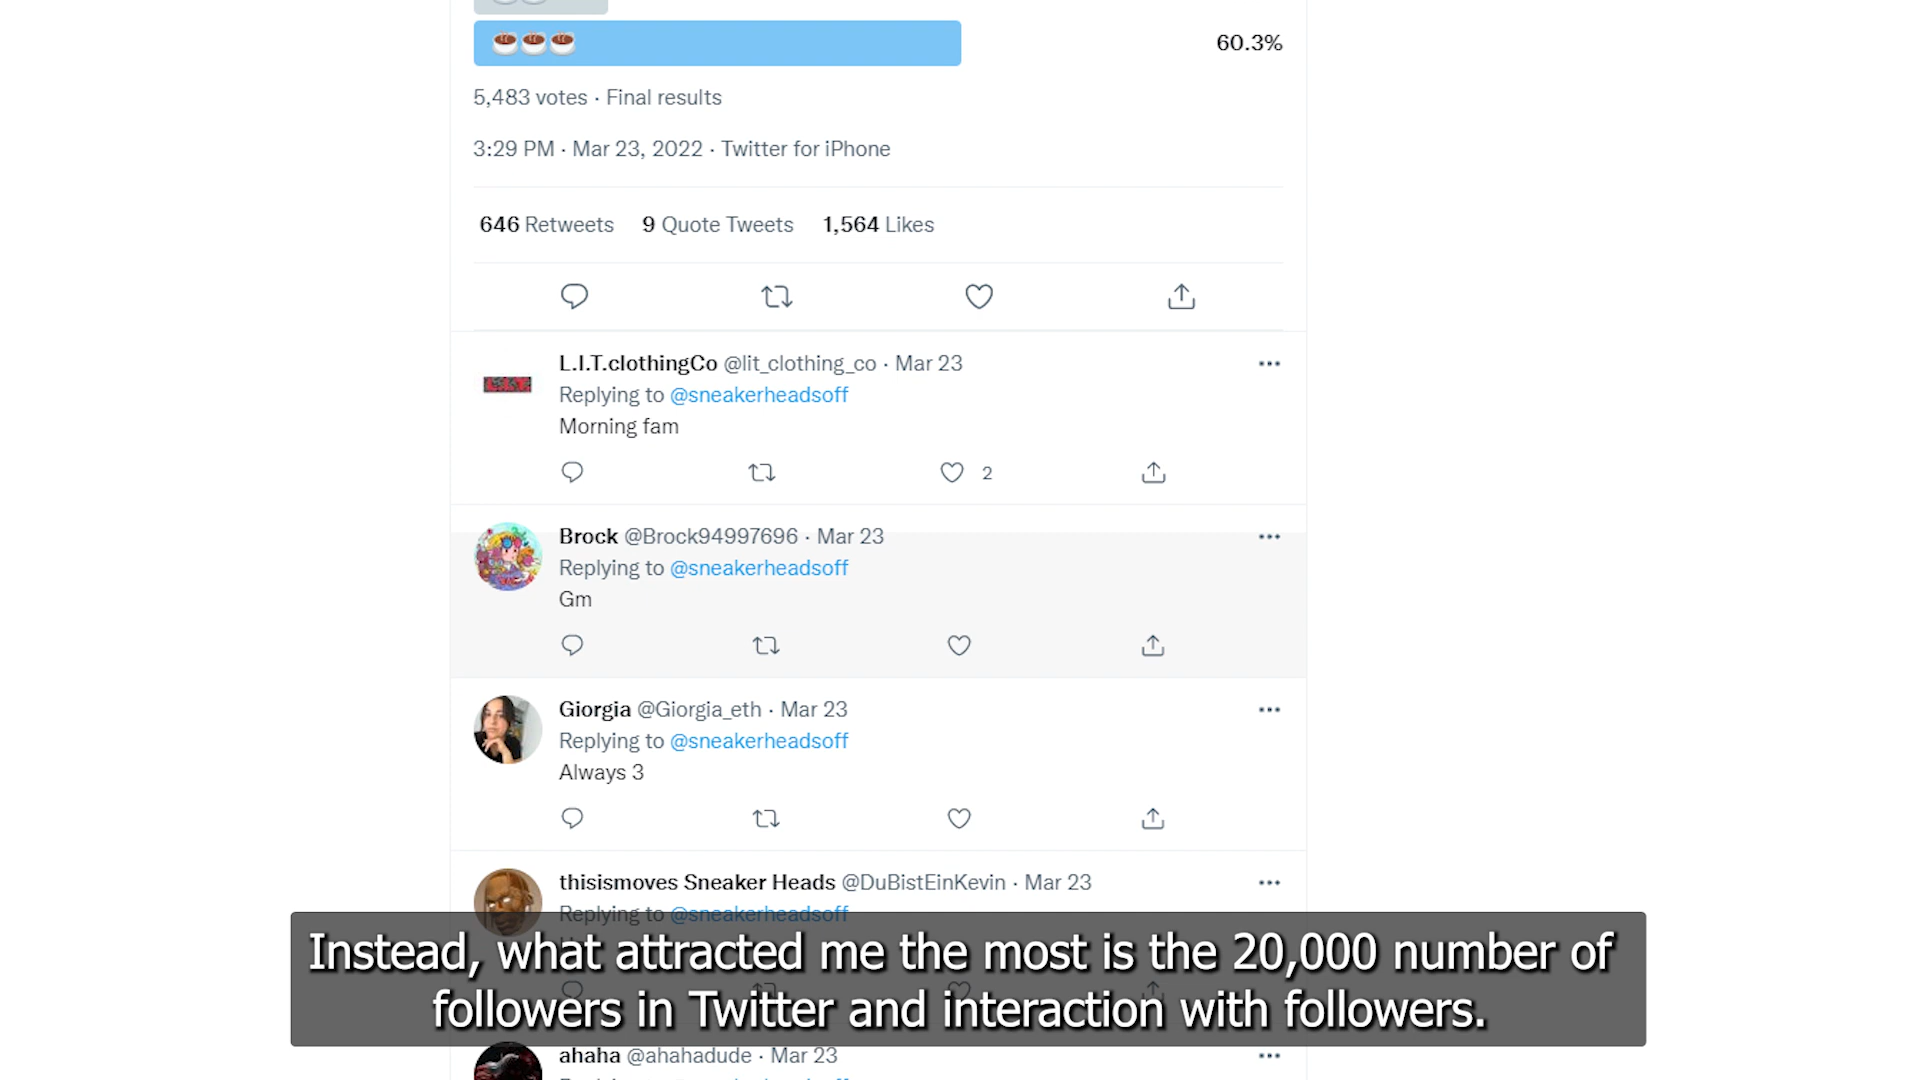 60.3%
5,483 votes · Final results
3:29 PM · Mar 23, 2022 · Twitter for iPhone
646 Retweets 9 Quote Tweets 1,564 Likes
L.I.T.clothingCo @lit_clothing_co · Mar 23
Replying to @sneakerheadsoff
Morning fam
2
Brock @Brock94997696 · Mar 23
Replying to @sneakerheadsoff
Gm
Giorgia @Giorgia_eth · Mar 23
Replying to @sneakerheadsoff
Always 3
thisismoves Sneaker Heads @DuBistEinKevin · Mar 23
Replying to @sneakerheadsoff
Instead, what attracted me the most is the 20,000 number of
followers in Twitter and interaction with followers.
ahaha @ahahadude · Mar 23